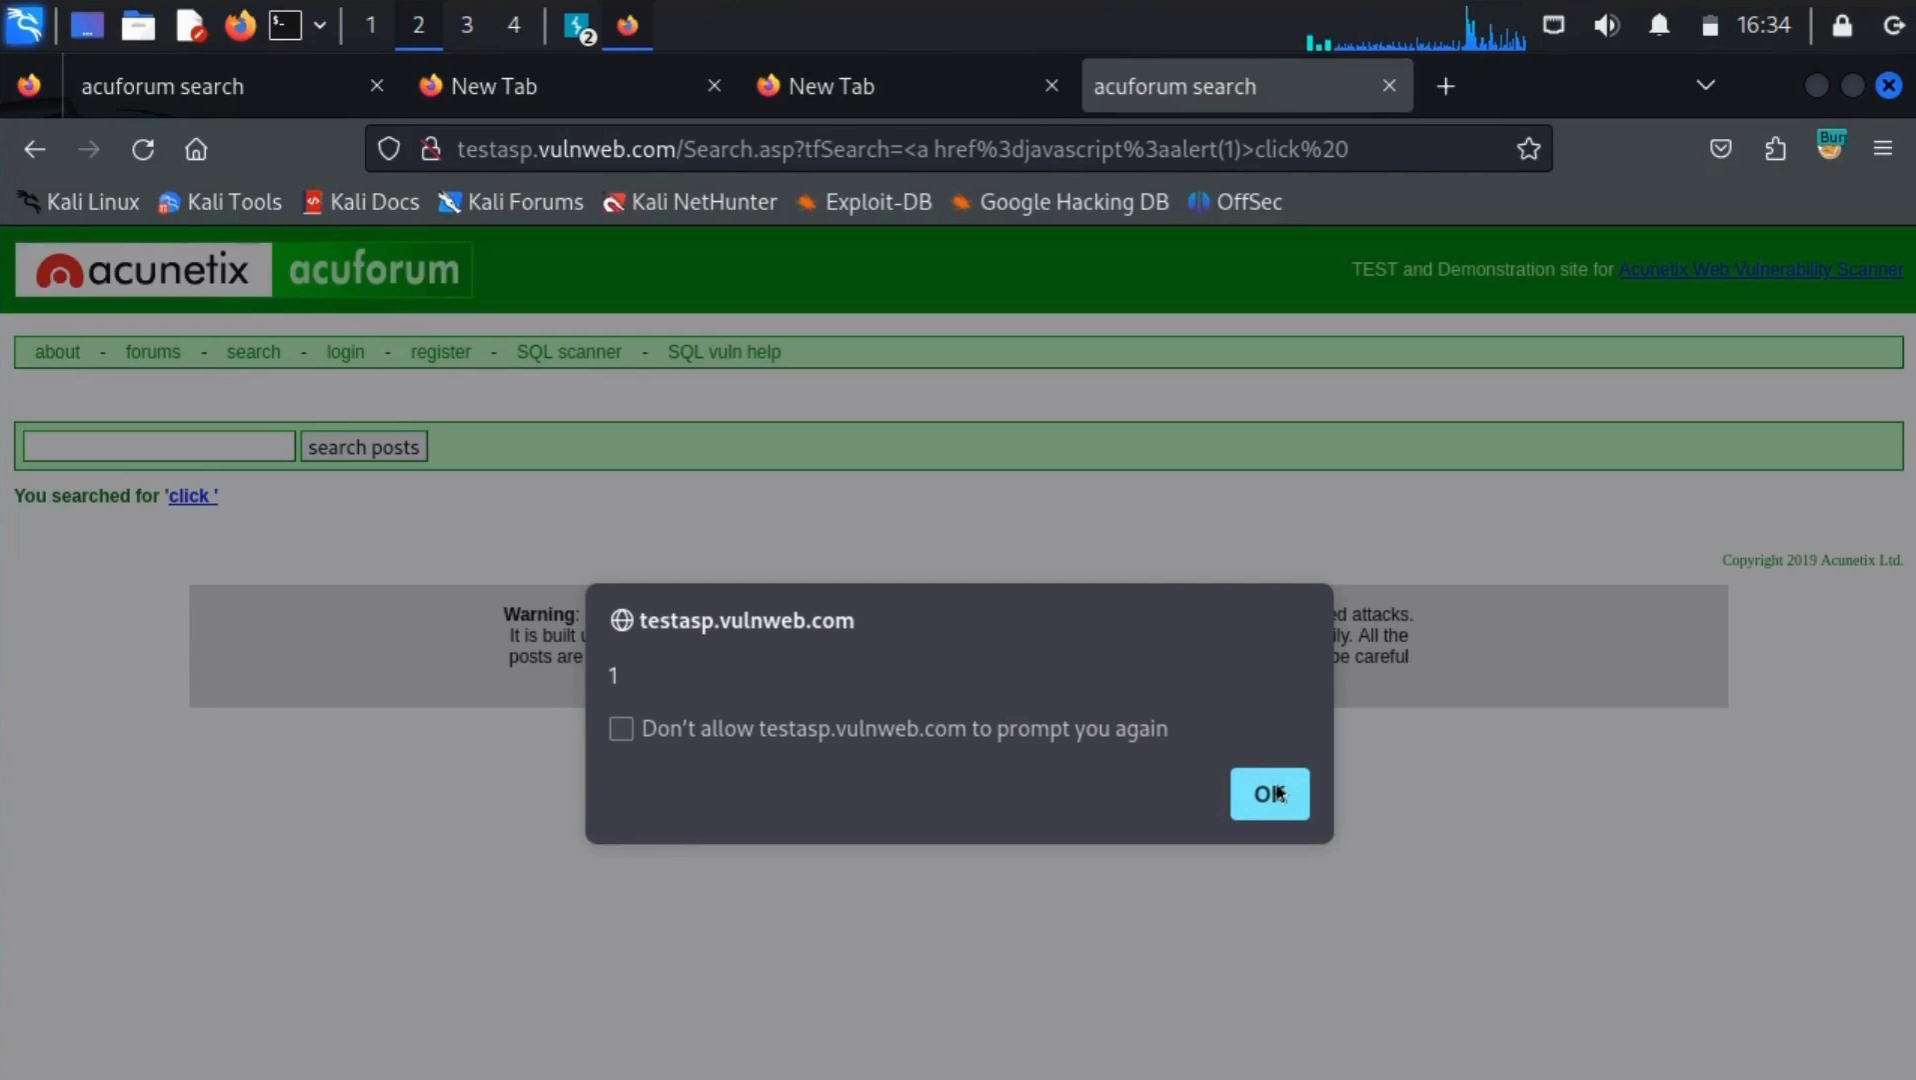 1 2 3 4 2 16:34
acuforum search New Tab New Tab acuforum search
testasp.vulnweb.com/Search.asp?tfSearch=<a href%3djavascript%3aalert(1)>click%20
Kali Linux Kali Tools Kali Docs Kali Forums Kali NetHunter Exploit-DB Google Hacking DB OffSec
acunetix acuforum TEST and Demonstration site for Acunetix Web Vulnerability Scanner
about - forums - search - login - register - SQL scanner - SQL vuln help
search posts
You searched for 'click '
Copyright 2019 Acunetix Ltd.
Warning: attacks.
It is built All the
posts are be careful
testasp.vulnweb.com
1
Don't allow testasp.vulnweb.com to prompt you again
OK